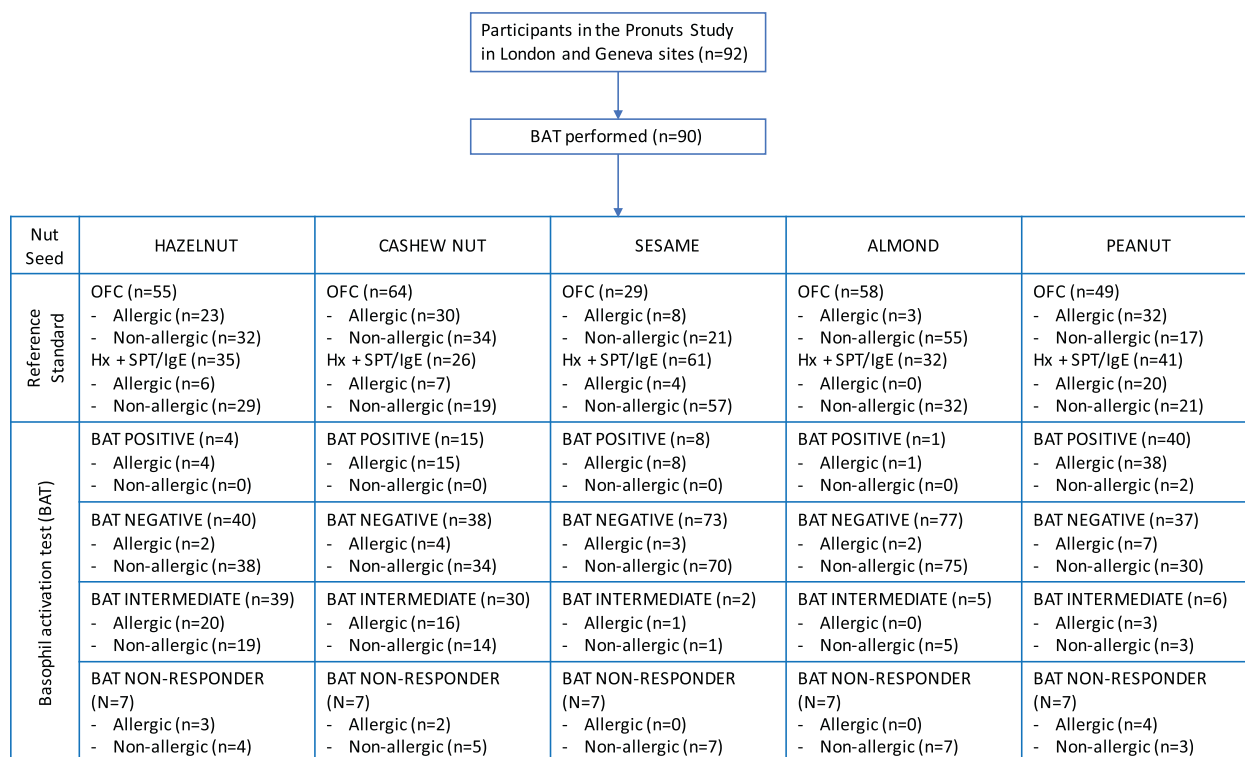 Participants in the Pronuts Study
in London and Geneva sites (n=92)
BAT performed (n=90)
Nut
Seed
HAZELNUT
CASHEW NUT
SESAME
ALMOND
PEANUT
Reference
Standard
OFC (n=55)
- Allergic (n=23)
- Non-allergic (n=32)
Hx + SPT/IgE (n=35)
- Allergic (n=6)
- Non-allergic (n=29)
OFC (n=64)
- Allergic (n=30)
- Non-allergic (n=34)
Hx + SPT/IgE (n=26)
- Allergic (n=7)
- Non-allergic (n=19)
OFC (n=29)
- Allergic (n=8)
- Non-allergic (n=21)
Hx + SPT/IgE (n=61)
- Allergic (n=4)
- Non-allergic (n=57)
OFC (n=58)
- Allergic (n=3)
- Non-allergic (n=55)
Hx + SPT/IgE (n=32)
- Allergic (n=0)
- Non-allergic (n=32)
OFC (n=49)
- Allergic (n=32)
- Non-allergic (n=17)
Hx + SPT/IgE (n=41)
- Allergic (n=20)
- Non-allergic (n=21)
Basophil activation test (BAT)
BAT POSITIVE (n=4)
- Allergic (n=4)
- Non-allergic (n=0)
BAT POSITIVE (n=15)
- Allergic (n=15)
- Non-allergic (n=0)
BAT POSITIVE (n=8)
- Allergic (n=8)
- Non-allergic (n=0)
BAT POSITIVE (n=1)
- Allergic (n=1)
- Non-allergic (n=0)
BAT POSITIVE (n=40)
- Allergic (n=38)
- Non-allergic (n=2)
BAT NEGATIVE (n=40)
- Allergic (n=2)
- Non-allergic (n=38)
BAT NEGATIVE (n=38)
- Allergic (n=4)
- Non-allergic (n=34)
BAT NEGATIVE (n=73)
- Allergic (n=3)
- Non-allergic (n=70)
BAT NEGATIVE (n=77)
- Allergic (n=2)
- Non-allergic (n=75)
BAT NEGATIVE (n=37)
- Allergic (n=7)
- Non-allergic (n=30)
BAT INTERMEDIATE (n=39)
- Allergic (n=20)
- Non-allergic (n=19)
BAT INTERMEDIATE (n=30)
- Allergic (n=16)
- Non-allergic (n=14)
BAT INTERMEDIATE (n=2)
- Allergic (n=1)
- Non-allergic (n=1)
BAT INTERMEDIATE (n=5)
- Allergic (n=0)
- Non-allergic (n=5)
BAT INTERMEDIATE (n=6)
- Allergic (n=3)
- Non-allergic (n=3)
BAT NON-RESPONDER
(N=7)
- Allergic (n=3)
- Non-allergic (n=4)
BAT NON-RESPONDER
(N=7)
- Allergic (n=2)
- Non-allergic (n=5)
BAT NON-RESPONDER
(N=7)
- Allergic (n=0)
- Non-allergic (n=7)
BAT NON-RESPONDER
(N=7)
- Allergic (n=0)
- Non-allergic (n=7)
BAT NON-RESPONDER
(N=7)
- Allergic (n=4)
- Non-allergic (n=3)